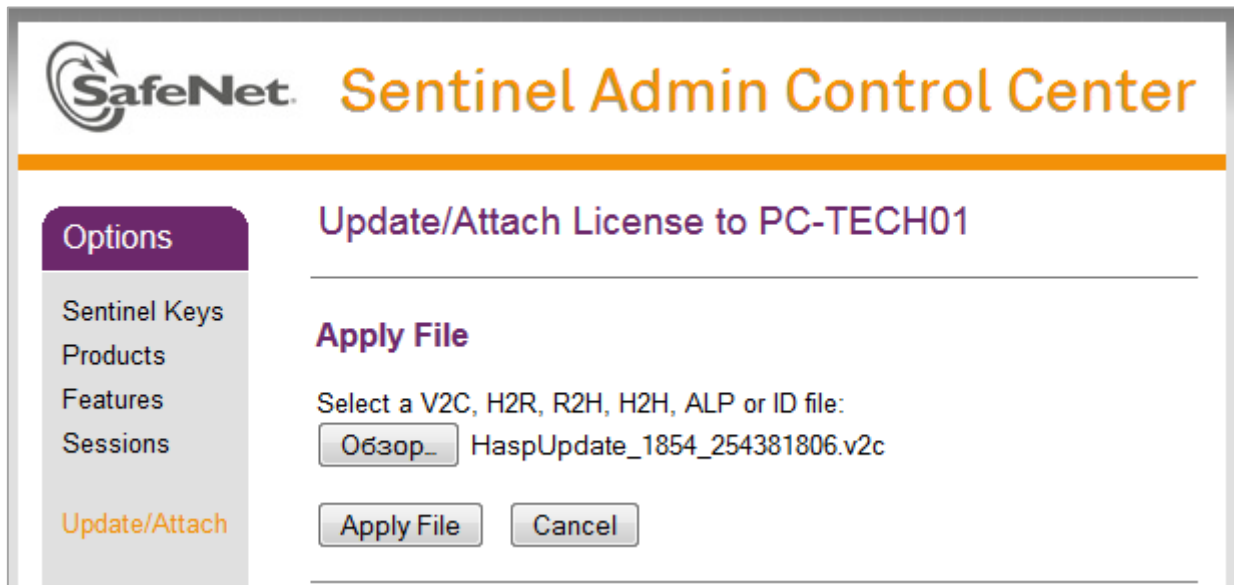 SafeNet. Sentinel Admin Control Center
Options
Sentinel Keys
Products
Features
Sessions
Update/Attach
Update/Attach License to PC-TECH01
Apply File
Select a V2C, H2R, R2H, H2H, ALP or ID file:
Обзор_ HaspUpdate_1854_254381806.v2c
Apply File Cancel